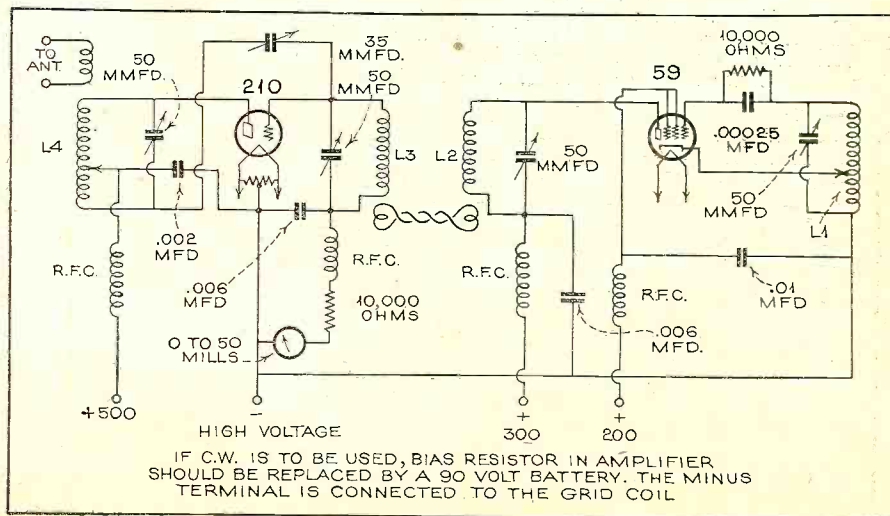 TO
ANT.
50
MMFD.
L4
.002
MFD
R.F.C.
+500
210
35
MMFD.
50
MMFD
L3
.006
MFD
R.F.C.
10,000
OHMS
0 TO 50
MILLS
-
HIGH VOLTAGE
L2
50
MMFD
R.F.C.
+
300
.006
MFD.
59
10,000
OHMS
.00025
MFD
50
MMFD
L1
R.F.C.
.01
MFD
+
200
IF C.W. IS TO BE USED, BIAS RESISTOR IN AMPLIFIER
SHOULD BE REPLACED BY A 90 VOLT BATTERY. THE MINUS
TERMINAL IS CONNECTED TO THE GRID COIL